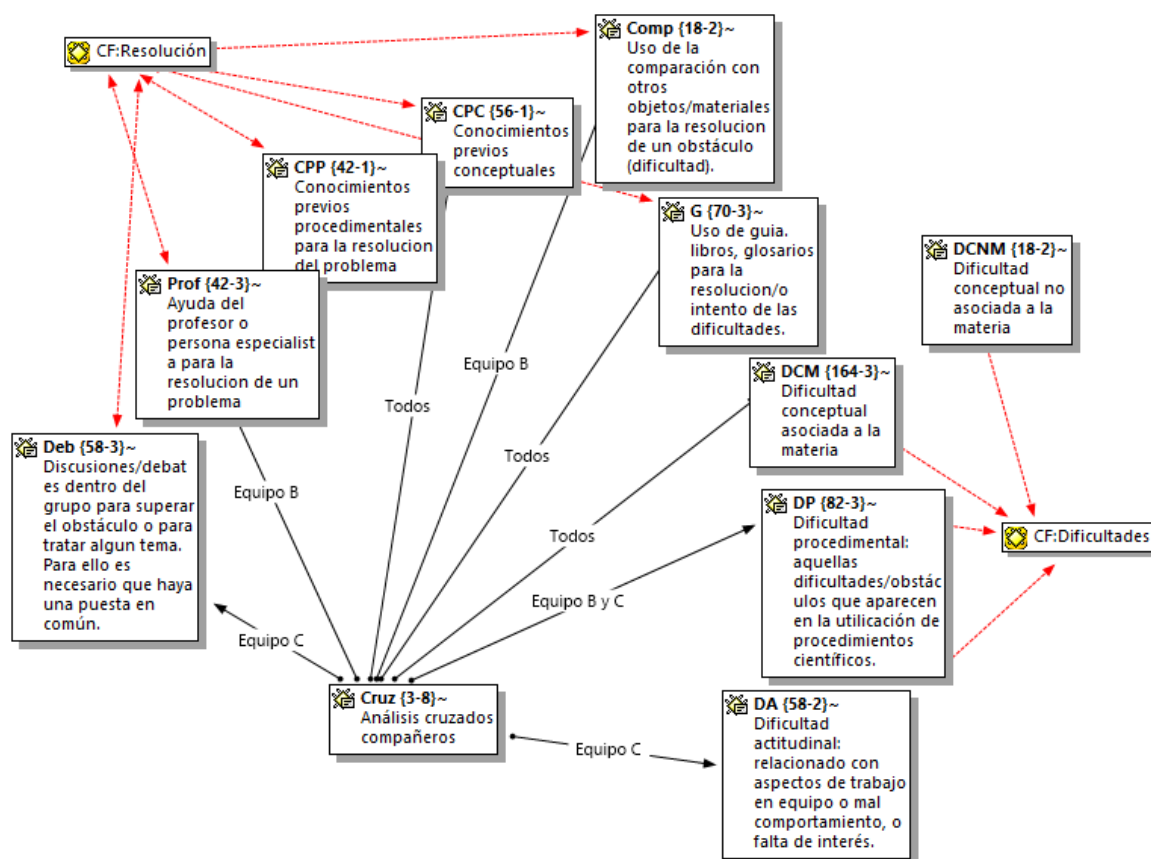 CF:Resolución
Comp {18-2}~
Uso de la
comparación con
otros
objetos/materiales
para la resolucion
de un obstáculo
(dificultad).
CPC {56-1}~
Conocimientos
previos
conceptuales
CPP {42-1}~
Conocimientos
previos
procedimentales
para la resolucion
del problema
G {70-3}~
Uso de guia.
libros, glosarios
para la
resolucion/o
intento de las
dificultades.
DCNM {18-2}~
Dificultad
conceptual no
asociada a la
materia
Prof {42-3}~
Ayuda del
profesor o
persona especialist
a para la
resolucion de un
problema
Equipo B
DCM {164-3}~
Dificultad
conceptual
asociada a la
materia
Todos
Deb {58-3}~
Discusiones/debat
es dentro del
grupo para superar
el obstáculo o para
tratar algun tema.
Para ello es
necesario que haya
una puesta en
común.
Equipo B
Todos
Todos
DP {82-3}~
Dificultad
procedimental:
aquellas
dificultades/obstác
ulos que aparecen
en la utilización de
procedimientos
científicos.
CF:Dificultades
Equipo B y C
Equipo C
Cruz {3-8}~
Análisis cruzados
compañeros
Equipo C
DA {58-2}~
Dificultad
actitudinal:
relacionado con
aspectos de trabajo
en equipo o mal
comportamiento, o
falta de interés.